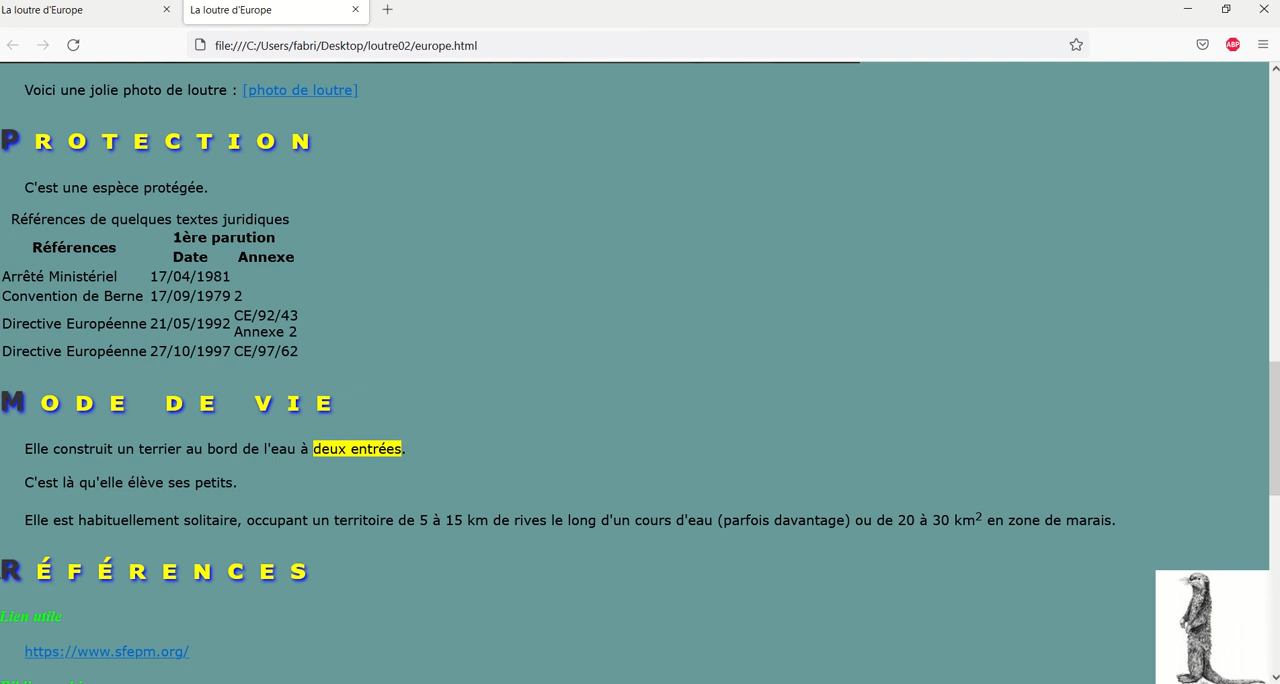 La loutre d'Europe
La loutre d'Europe
file:///C:/Users/fabri/Desktop/loutre02/europe.html
ABP
Voici une jolie photo de loutre : [photo de loutre]
PROTECTION
C'est une espèce protégée.
Références de quelques textes juridiques
Références 1ère parution
Date Annexe
Arrêté Ministériel 17/04/1981
Convention de Berne 17/09/1979 2
Directive Européenne 21/05/1992 CE/92/43
Annexe 2
Directive Européenne 27/10/1997 CE/97/62
MODE DE VIE
Elle construit un terrier au bord de l'eau à deux entrées.
C'est là qu'elle élève ses petits.
Elle est habituellement solitaire, occupant un territoire de 5 à 15 km de rives le long d'un cours d'eau (parfois davantage) ou de 20 à 30 km² en zone de marais.
RÉFÉRENCES
Lien utile
https://www.sfepm.org/